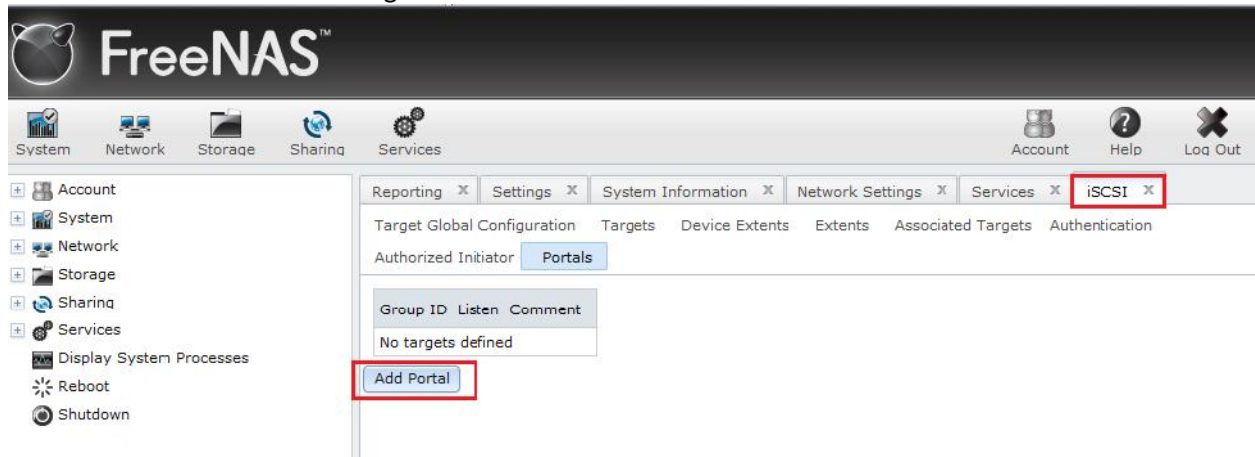 FreeNAS™
System Network Storage Sharing Services Account Help Log Out
Account
System
Network
Storage
Sharing
Services
Display System Processes
Reboot
Shutdown
Reporting X Settings X System Information X Network Settings X Services X iSCSI X
Target Global Configuration Targets Device Extents Extents Associated Targets Authentication
Authorized Initiator Portals
Group ID Listen Comment
No targets defined
Add Portal